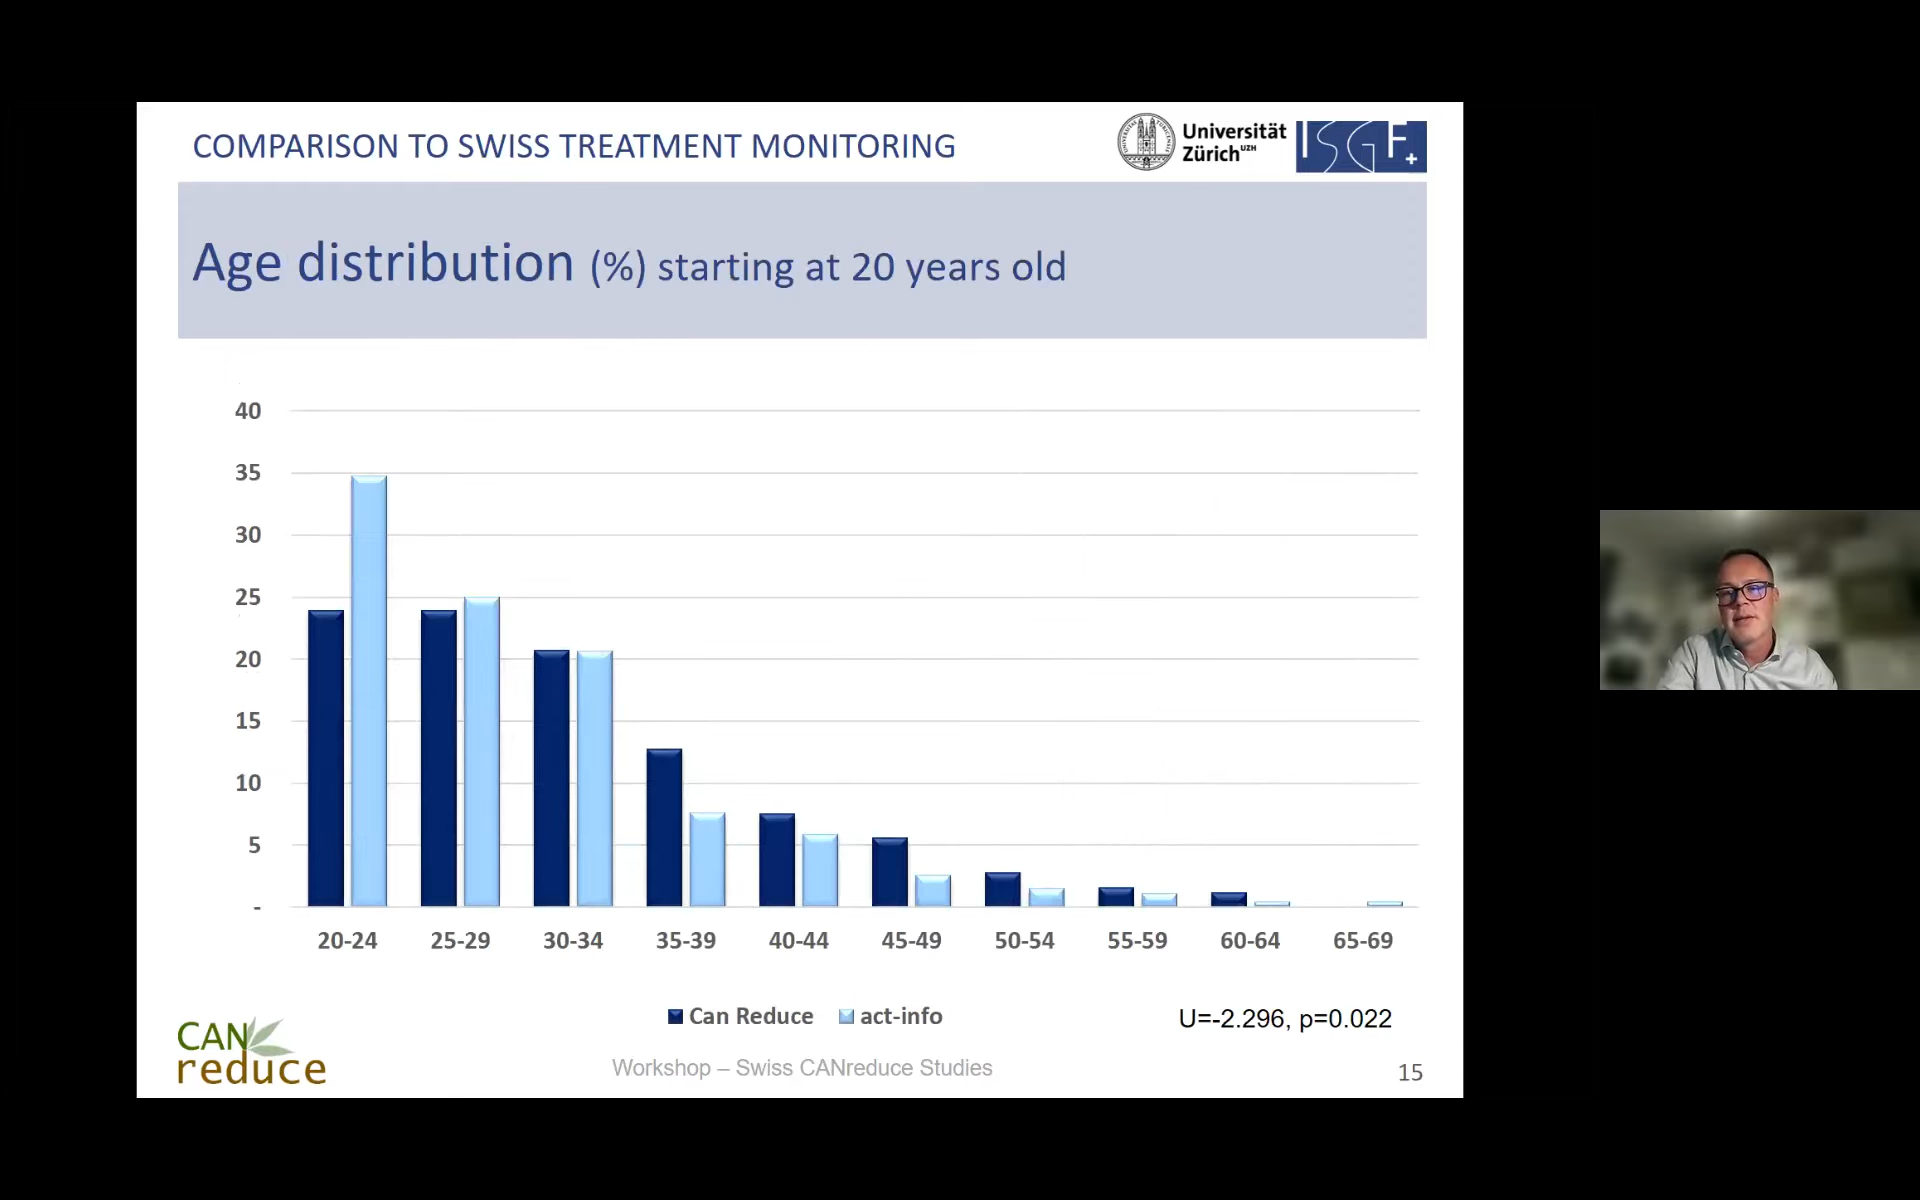 COMPARISON TO SWISS TREATMENT MONITORING
Universität
Zürich UZH
ISGF+
Age distribution (%) starting at 20 years old
40
35
30
25
20
15
10
5
-
20-24 25-29 30-34 35-39 40-44 45-49 50-54 55-59 60-64 65-69
Can Reduce act-info
U=-2.296, p=0.022
CAN
reduce
Workshop – Swiss CANreduce Studies
15